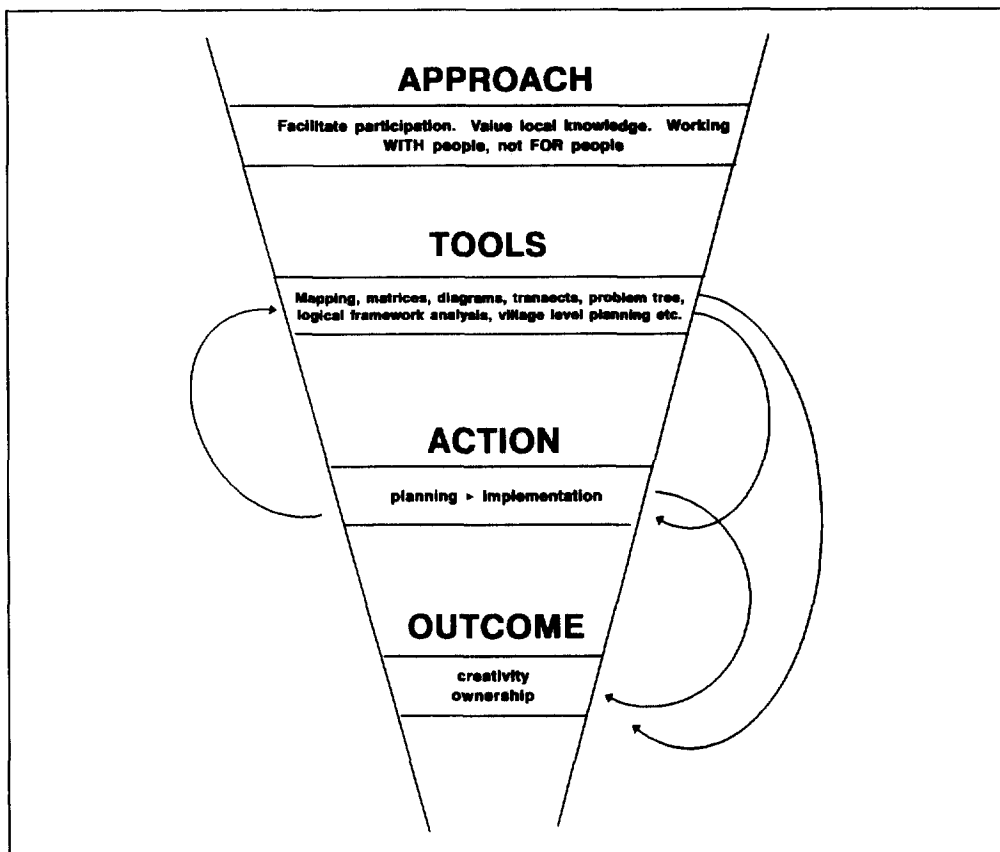 APPROACH
Facilitate participation. Value local knowledge. Working
WITH people, not FOR people
TOOLS
Mapping, matrices, diagrams, transects, problem tree,
logical framework analysis, village level planning etc.
ACTION
planning ▸ implementation
OUTCOME
creativity
ownership